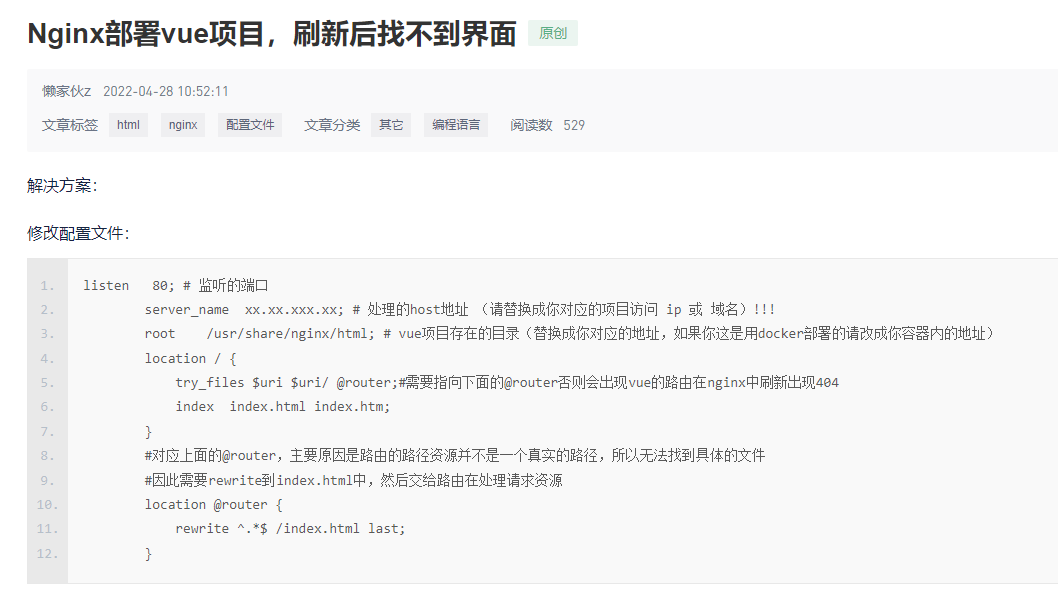 Nginx部署vue项目，刷新后找不到界面 原创
懒家伙z 2022-04-28 10:52:11
文章标签 html nginx 配置文件 文章分类 其它 编程语言 阅读数 529
解决方案：
修改配置文件：
1. listen   80; # 监听的端口
2.         server_name  xx.xx.xxx.xx; # 处理的host地址 （请替换成你对应的项目访问 ip 或 域名）!!!
3.         root    /usr/share/nginx/html; # vue项目存在的目录（替换成你对应的地址，如果你这是用docker部署的请改成你容器内的地址）
4.         location / {
5.             try_files $uri $uri/ @router;#需要指向下面的@router否则会出现vue的路由在nginx中刷新出现404
6.             index  index.html index.htm;
7.         }
8.         #对应上面的@router，主要原因是路由的路径资源并不是一个真实的路径，所以无法找到具体的文件
9.         #因此需要rewrite到index.html中，然后交给路由在处理请求资源
10.         location @router {
11.             rewrite ^.*$ /index.html last;
12.         }